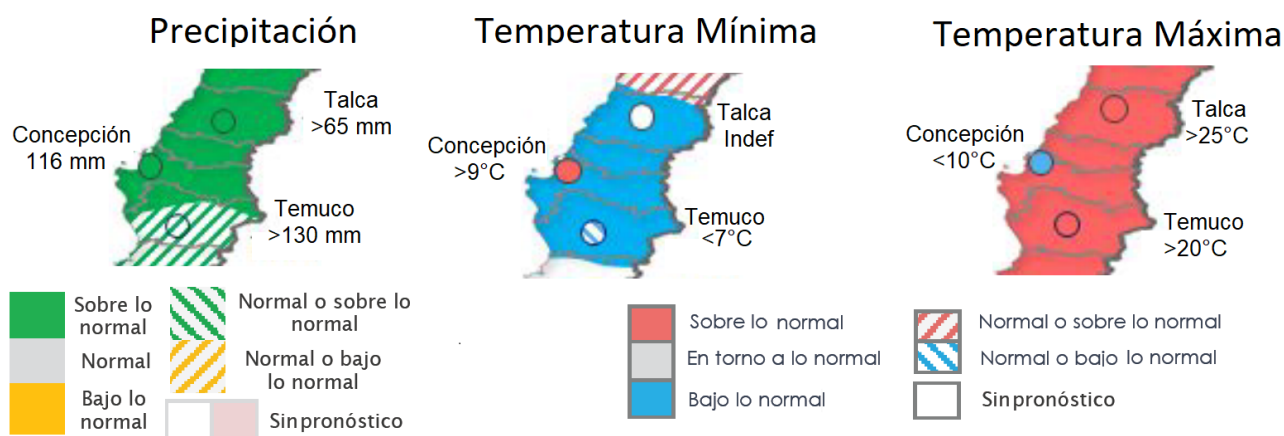 Precipitación
Temperatura Mínima
Temperatura Máxima
Talca
>65 mm
Concepción
116 mm
Temuco
>130 mm
Talca
Indef
Concepción
>9°C
Temuco
<7°C
Talca
>25°C
Concepción
<10°C
Temuco
>20°C
Sobre lo
normal
Normal
Bajo lo
normal
Normal o sobre lo
normal
Normal o bajo
lo normal
Sin pronóstico
Sobre lo normal
En torno a lo normal
Bajo lo normal
Normal o sobre lo normal
Normal o bajo lo normal
Sin pronóstico